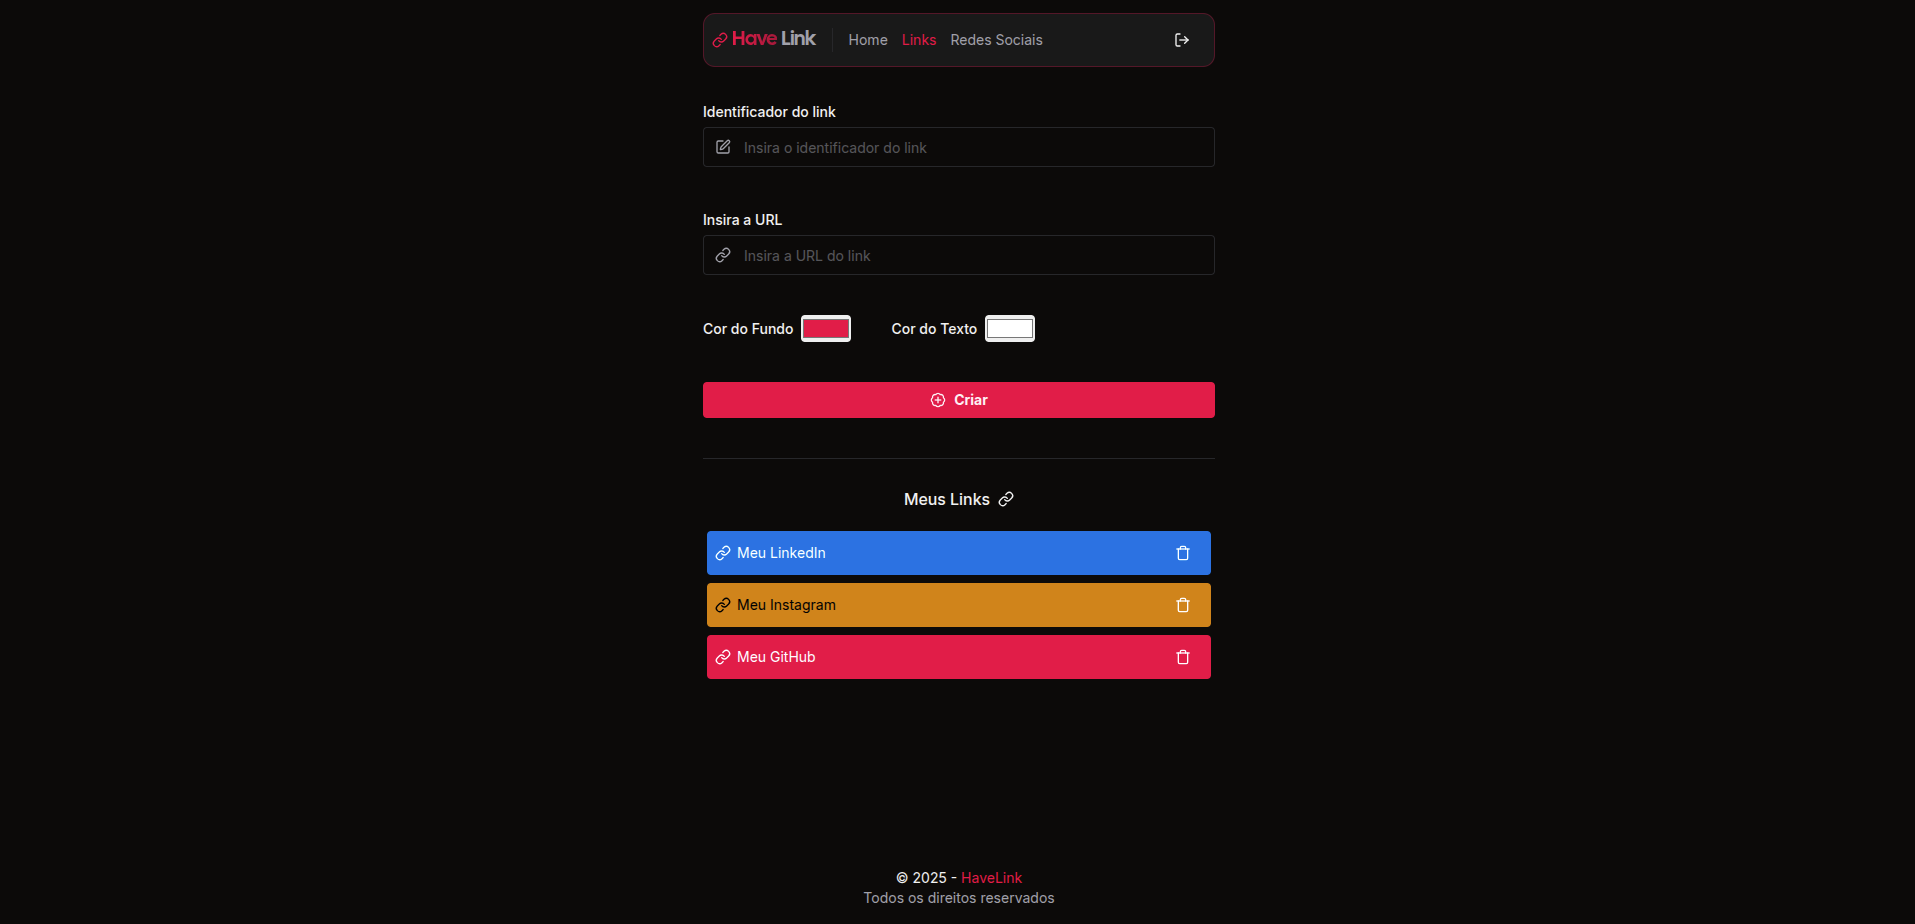 Have Link
Home Links Redes Sociais
Identificador do link
Insira o identificador do link
Insira a URL
Insira a URL do link
Cor do Fundo Cor do Texto
Criar
Meus Links
Meu LinkedIn
Meu Instagram
Meu GitHub
© 2025 - HaveLink
Todos os direitos reservados